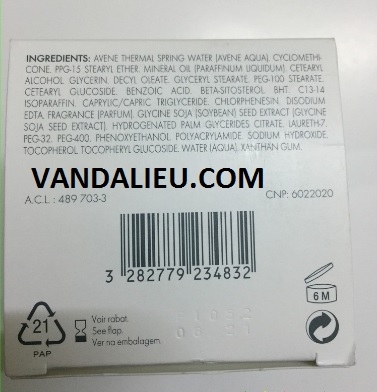 INGREDIENTS: AVENE THERMAL SPRING WATER (AVENE AQUA). CYCLOMETHI-
CONE. PPG-15 STEARYL ETHER. MINERAL OIL (PARAFFINUM LIQUIDUM). CETEARYL
ALCOHOL. GLYCERIN. DECYL OLEATE. GLYCERYL STEARATE. PEG-100 STEARATE.
CETEARYL GLUCOSIDE. BENZOIC ACID. BETA-SITOSTEROL. BHT. C13-14
ISOPARAFFIN. CAPRYLIC/CAPRIC TRIGLYCERIDE. CHLORPHENESIN. DISODIUM
EDTA. FRAGRANCE (PARFUM). GLYCINE SOJA (SOYBEAN) SEED EXTRACT (GLYCINE
SOJA SEED EXTRACT). HYDROGENATED PALM GLYCERIDES CITRATE. LAURETH-7.
PEG-32. PEG-400. PHENOXYETHANOL. POLYACRYLAMIDE. SODIUM HYDROXIDE.
TOCOPHEROL. TOCOPHERYL GLUCOSIDE. WATER (AQUA). XANTHAN GUM.
VANDALIEU.COM
A.C.L : 489 703-3
CNP: 6022020
3 282779 234832
6 M
21
PAP
Voir rabat.
See flap.
Ver na embalagem.